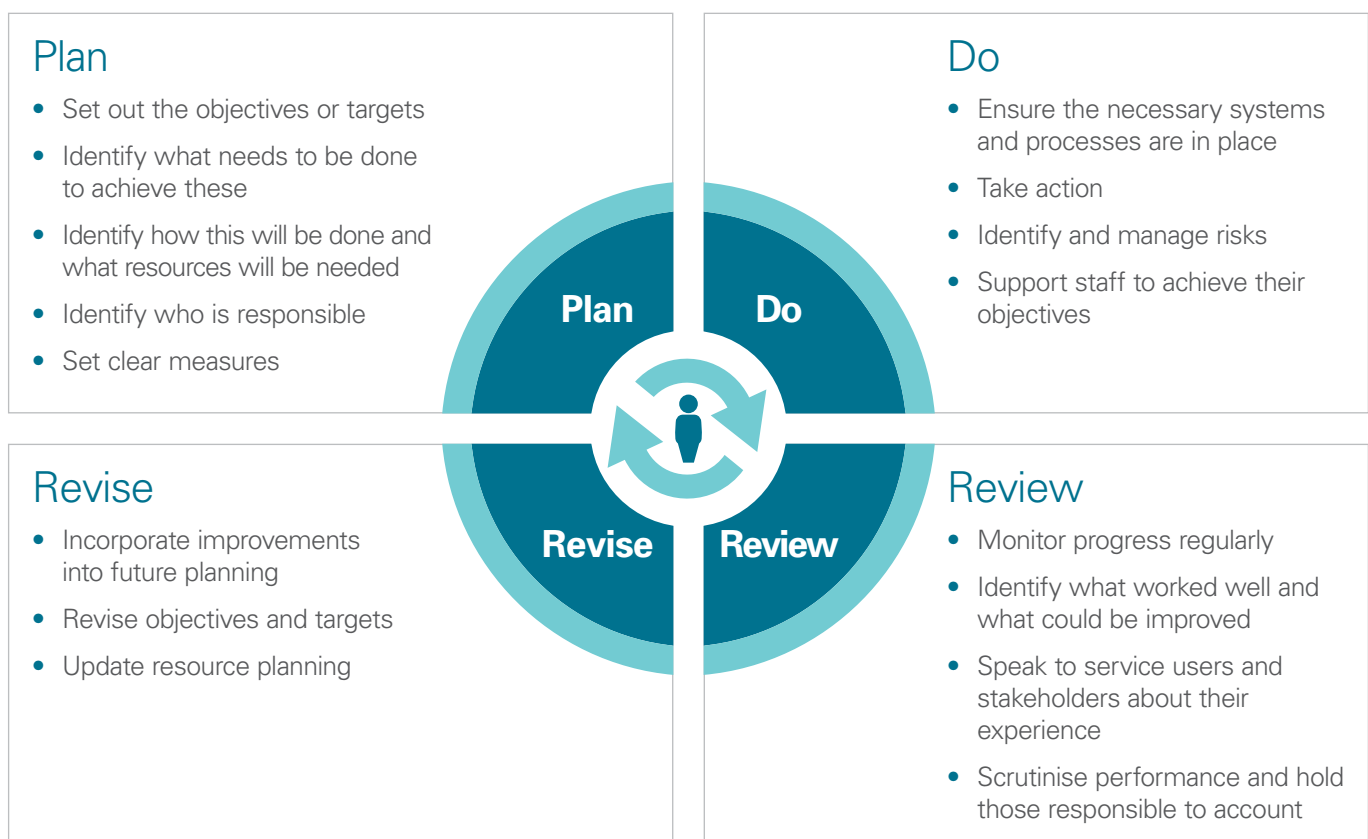 Plan
• Set out the objectives or targets
• Identify what needs to be done
to achieve these
• Identify how this will be done and
what resources will be needed
• Identify who is responsible
• Set clear measures
Do
• Ensure the necessary systems
and processes are in place
• Take action
• Identify and manage risks
• Support staff to achieve their
objectives
Plan
Do
Revise
Review
Revise
• Incorporate improvements
into future planning
• Revise objectives and targets
• Update resource planning
Review
• Monitor progress regularly
• Identify what worked well and
what could be improved
• Speak to service users and
stakeholders about their
experience
• Scrutinise performance and hold
those responsible to account